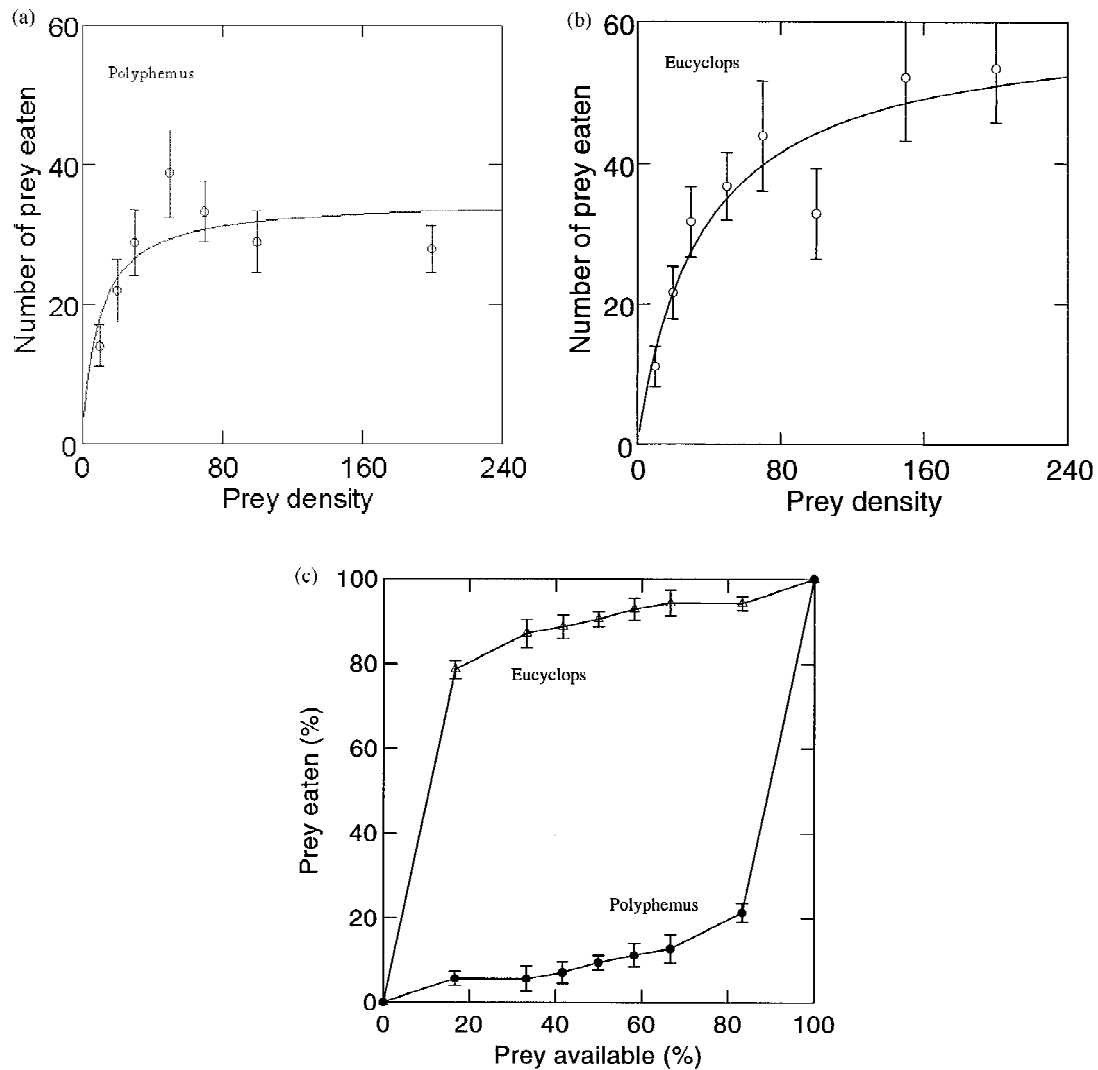 (a)
60
40
20
0
Number of prey eaten
Polyphemus
0 80 160 240
Prey density
(b)
60
40
20
0
Number of prey eaten
Eucyclops
0 80 160 240
Prey density
(c)
100
80
60
40
20
0
Prey eaten (%)
Eucyclops
Polyphemus
0 20 40 60 80 100
Prey available (%)